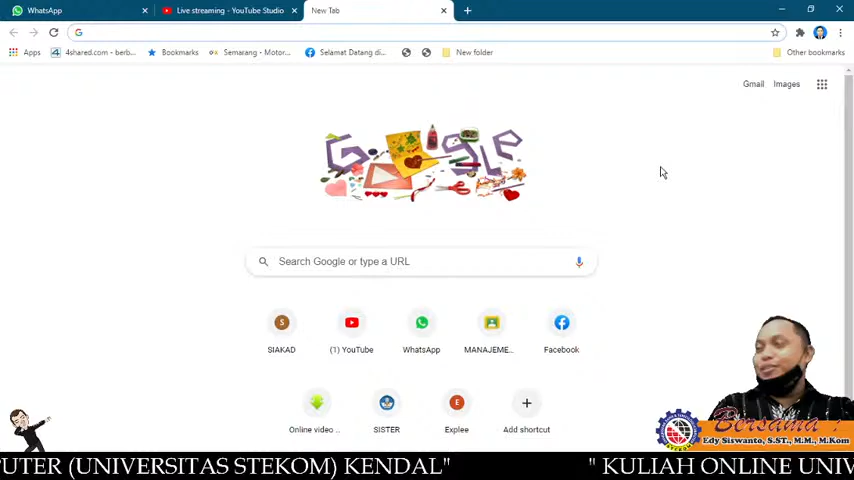 WhatsApp
Live streaming - YouTube Studio
New Tab
Apps
4shared.com - berb...
Bookmarks
Semarang - Motor...
Selamat Datang di...
New folder
Other bookmarks
Gmail
Images
Google
Search Google or type a URL
SIAKAD
(1) YouTube
WhatsApp
MANAJEME...
Facebook
Online video ...
SISTER
Explee
Add shortcut
Bersama :
Edy Siswanto, S.ST., M.M., M.Kom
PUTER (UNIVERSITAS STEKOM) KENDAL" " KULIAH ONLINE UNIV